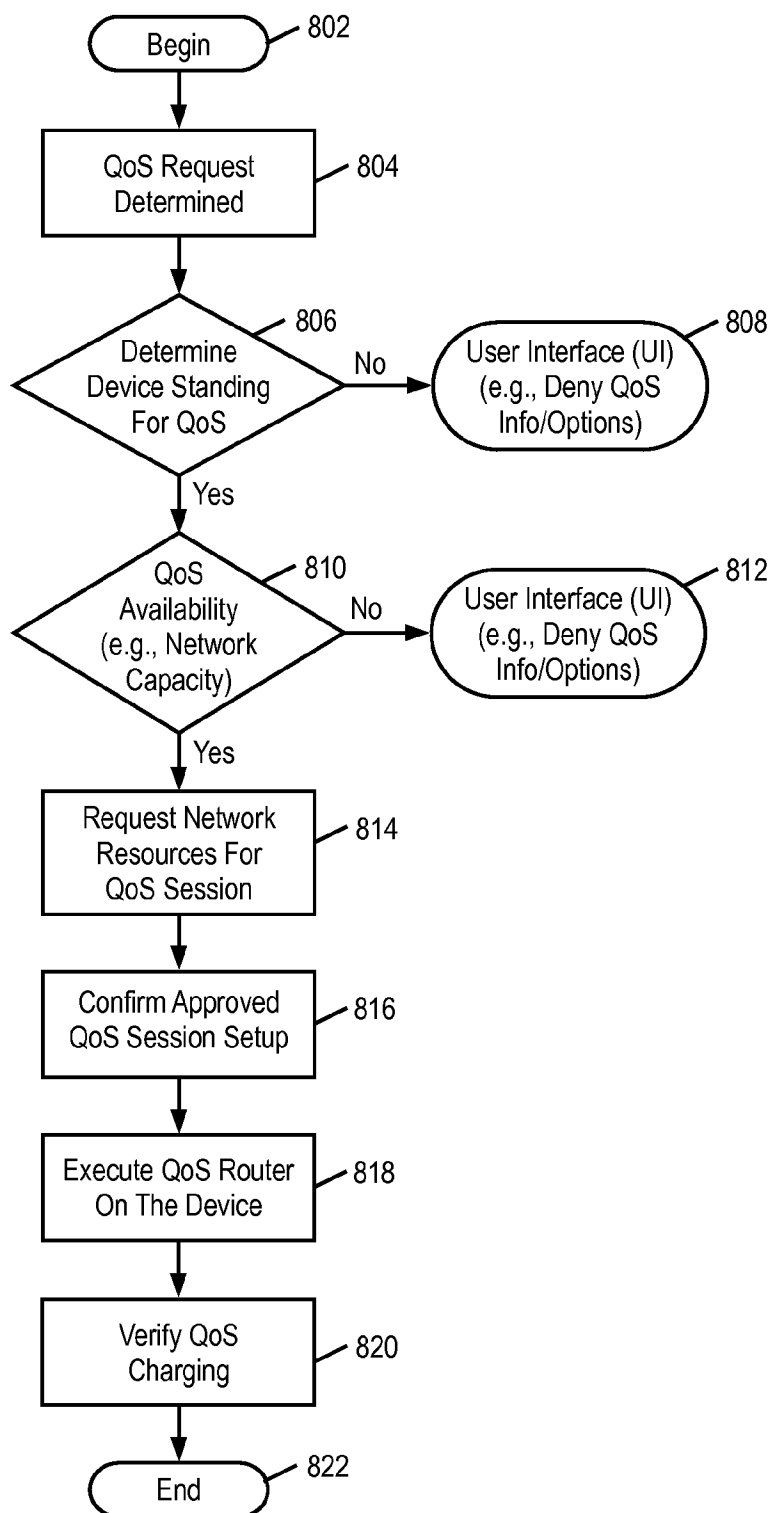 Begin
802
QoS Request
Determined
804
Determine
Device Standing
For QoS
806
No
User Interface (UI)
(e.g., Deny QoS
Info/Options)
808
Yes
QoS
Availability
(e.g., Network
Capacity)
810
No
User Interface (UI)
(e.g., Deny QoS
Info/Options)
812
Yes
Request Network
Resources For
QoS Session
814
Confirm Approved
QoS Session Setup
816
Execute QoS Router
On The Device
818
Verify QoS
Charging
820
End
822